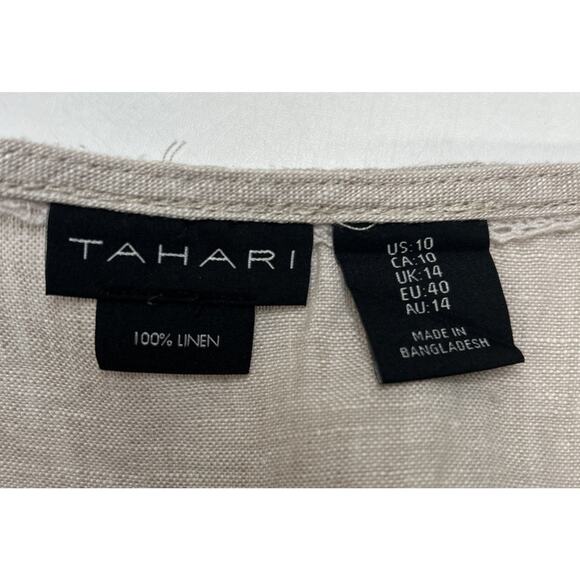 TAHARI
100% LINEN
US:10
CA:10
UK:14
EU:40
AU:14
MADE IN
BANGLADESH